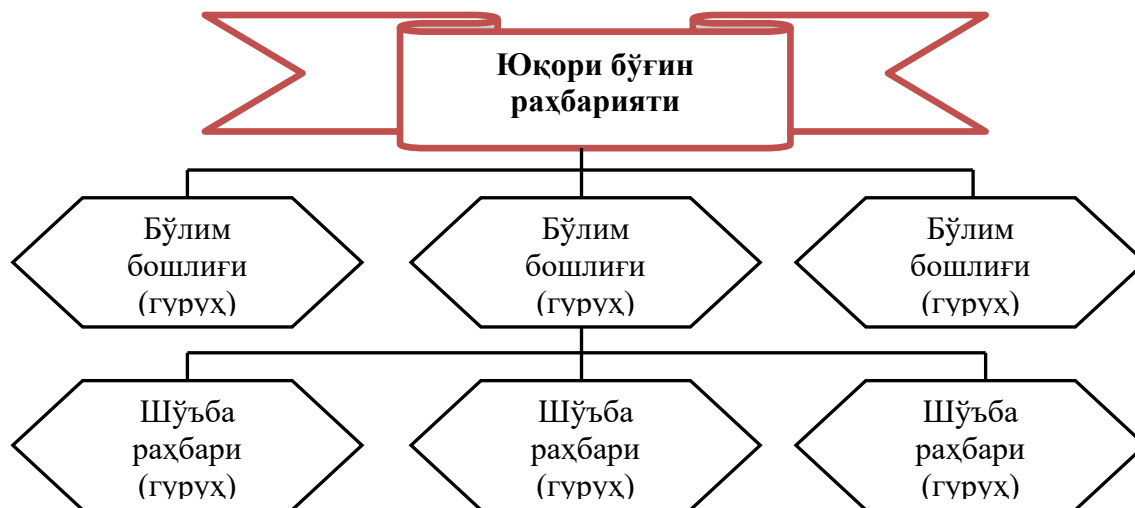 Юқори бўғин
раҳбарияти
Бўлим
бошлиғи
(гуруҳ)
Бўлим
бошлиғи
(гуруҳ)
Бўлим
бошлиғи
(гуруҳ)
Шўъба
раҳбари
(гуруҳ)
Шўъба
раҳбари
(гуруҳ)
Шўъба
раҳбари
(гуруҳ)